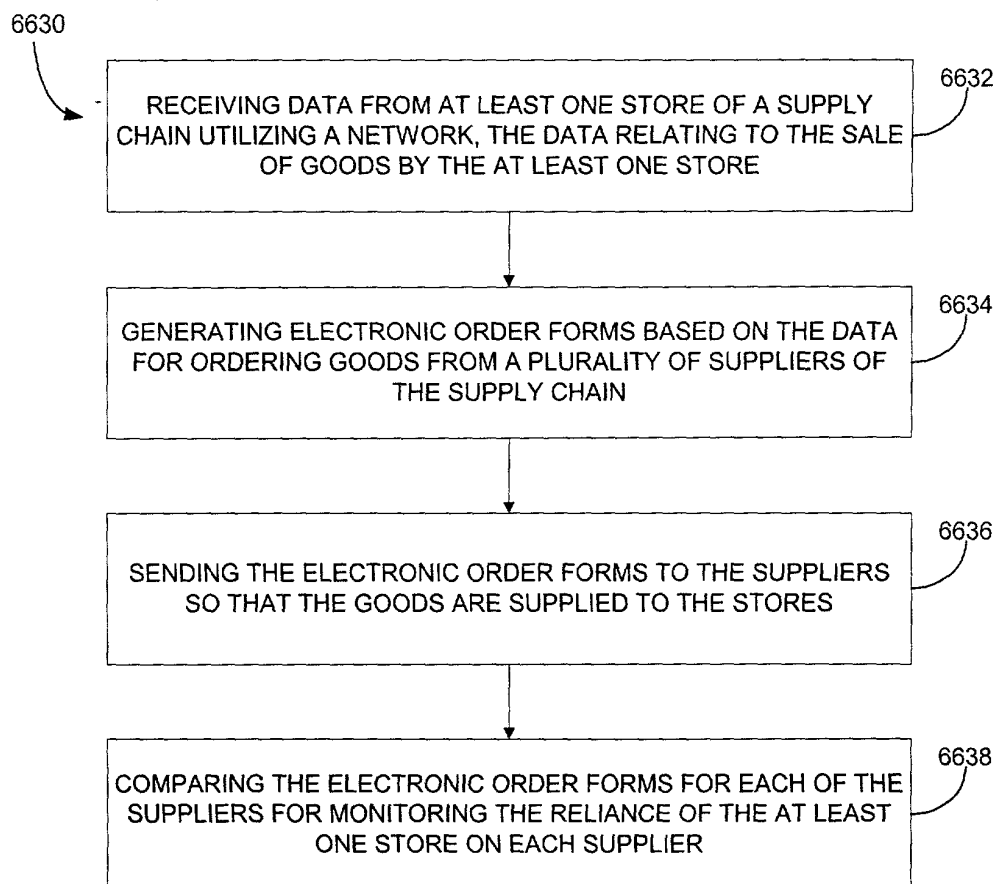 6630
RECEIVING DATA FROM AT LEAST ONE STORE OF A SUPPLY
CHAIN UTILIZING A NETWORK, THE DATA RELATING TO THE SALE
OF GOODS BY THE AT LEAST ONE STORE
6632
GENERATING ELECTRONIC ORDER FORMS BASED ON THE DATA
FOR ORDERING GOODS FROM A PLURALITY OF SUPPLIERS OF
THE SUPPLY CHAIN
6634
SENDING THE ELECTRONIC ORDER FORMS TO THE SUPPLIERS
SO THAT THE GOODS ARE SUPPLIED TO THE STORES
6636
COMPARING THE ELECTRONIC ORDER FORMS FOR EACH OF THE
SUPPLIERS FOR MONITORING THE RELIANCE OF THE AT LEAST
ONE STORE ON EACH SUPPLIER
6638